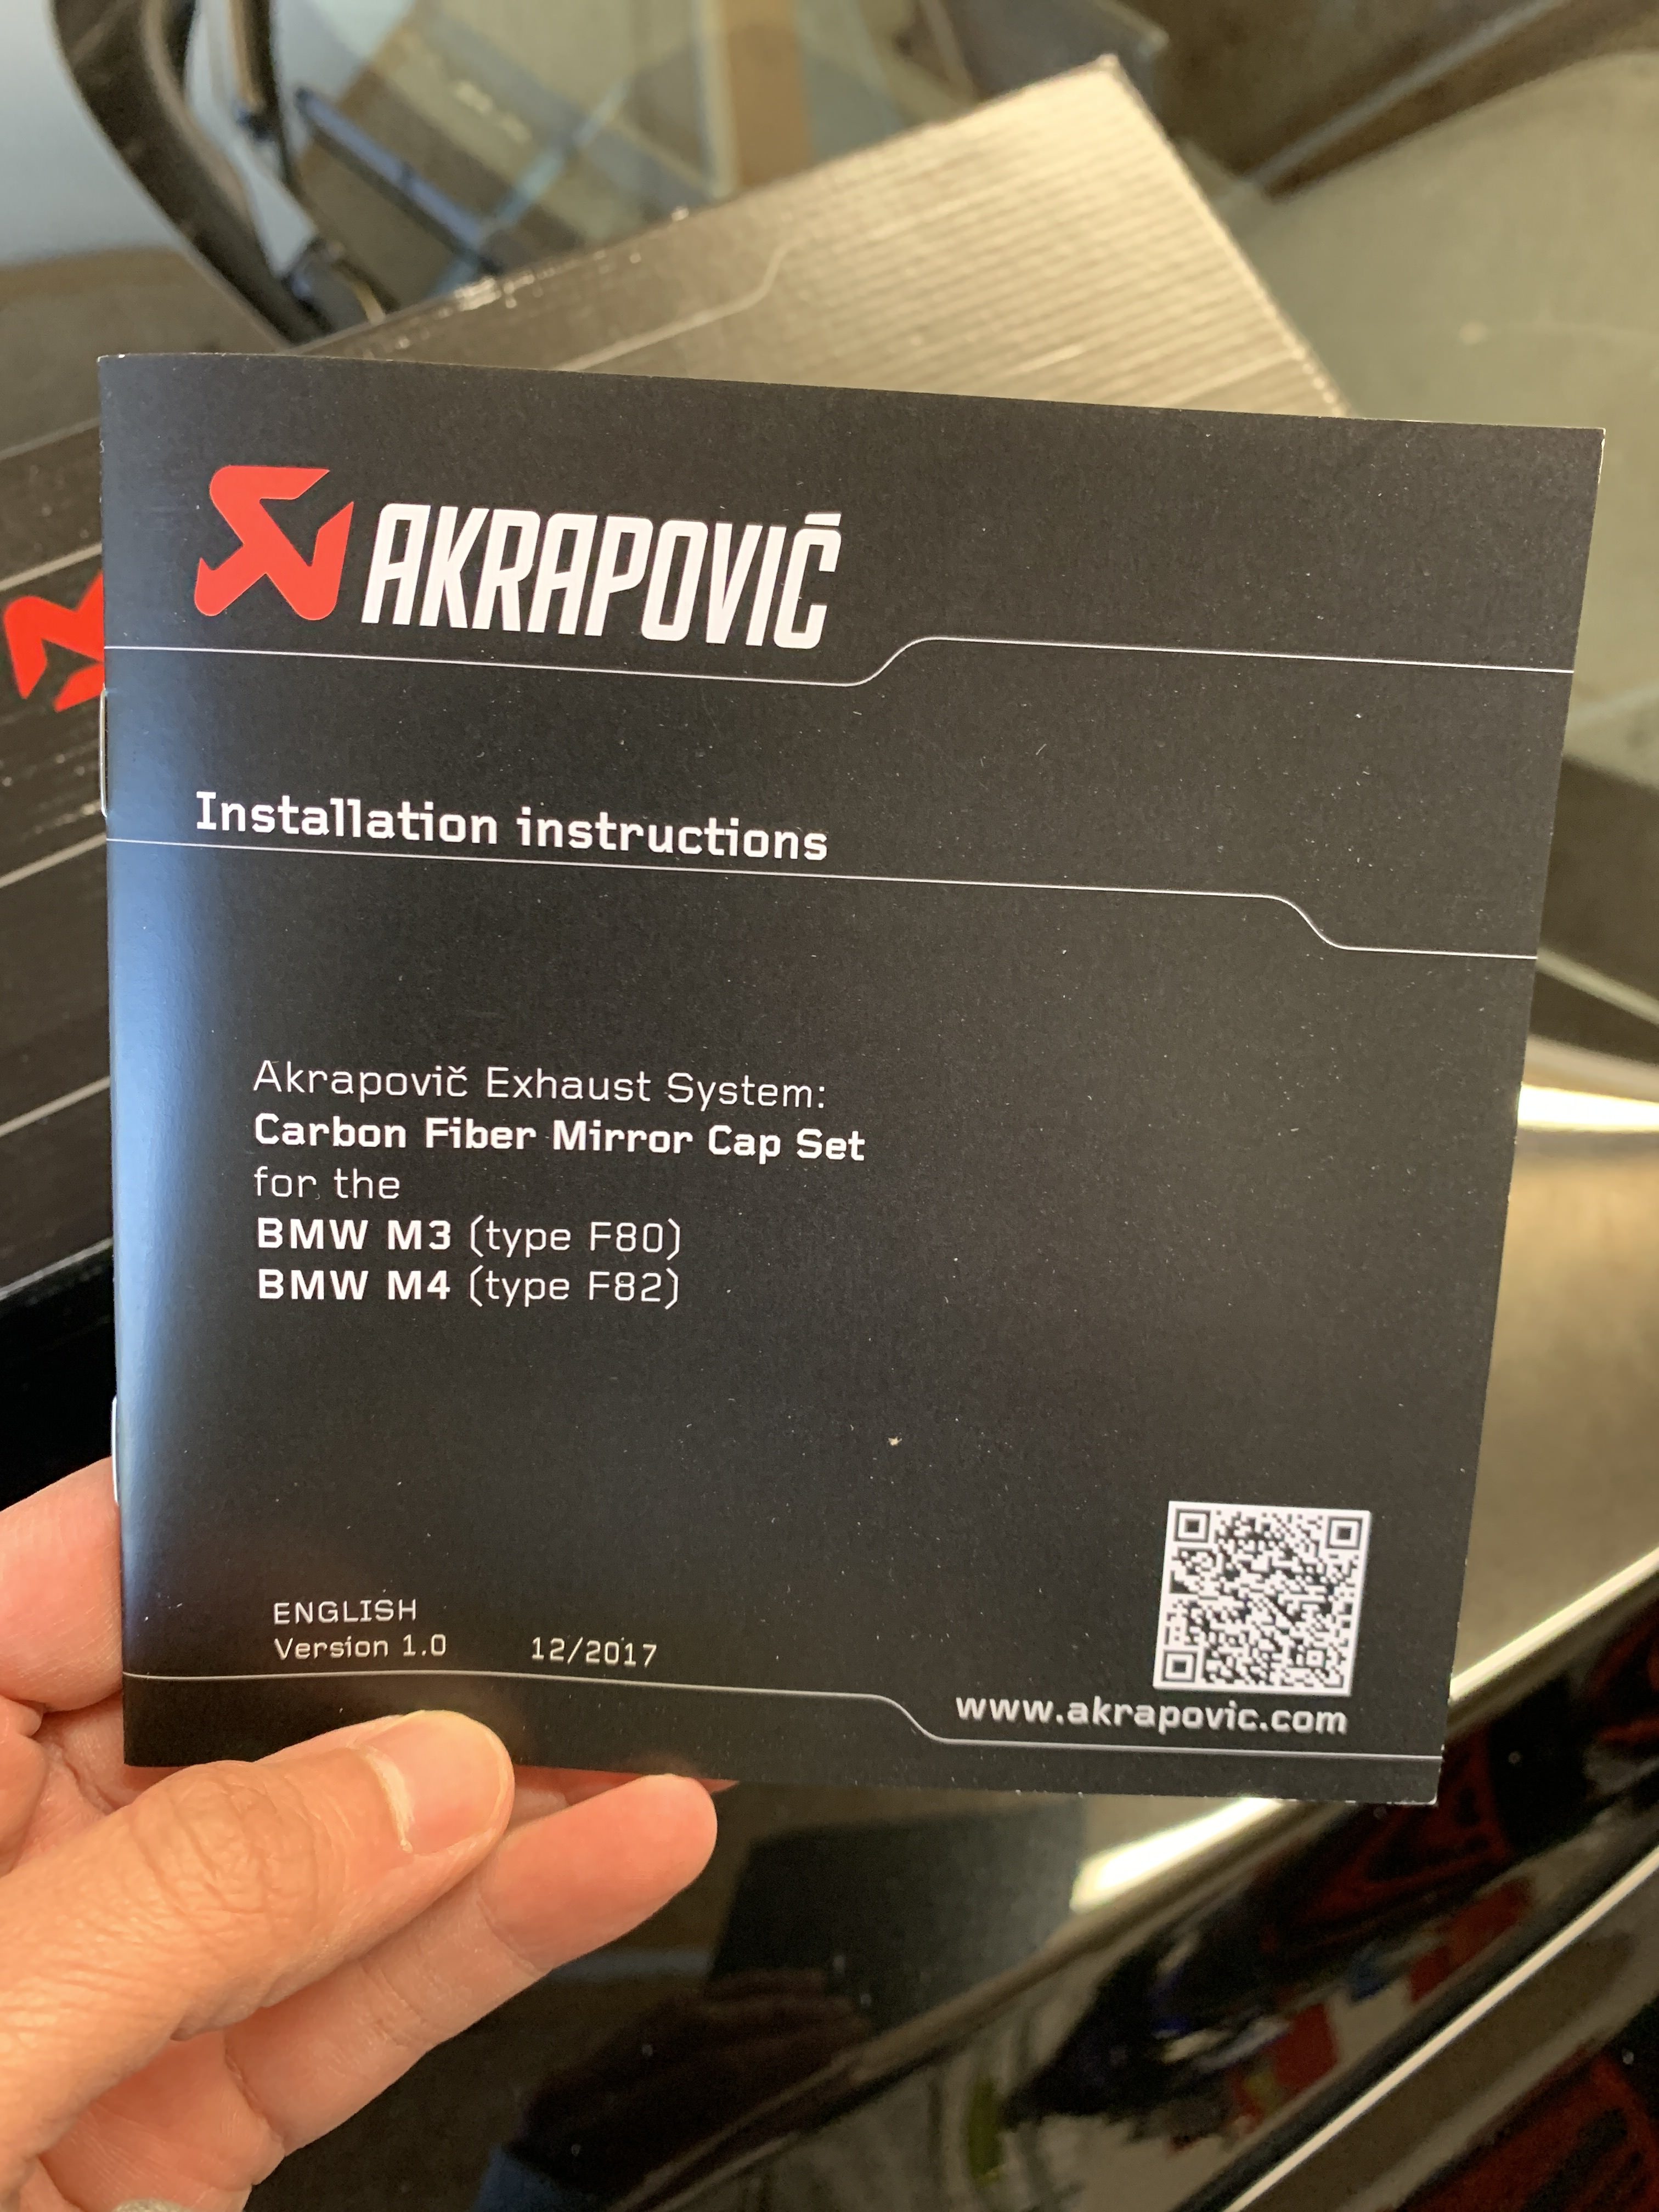 AKRAPOVIČ
Installation instructions
Akrapovič Exhaust System:
Carbon Fiber Mirror Cap Set
for the
BMW M3 (type F80)
BMW M4 (type F82)
ENGLISH
Version 1.0 12/2017
www.akrapovic.com